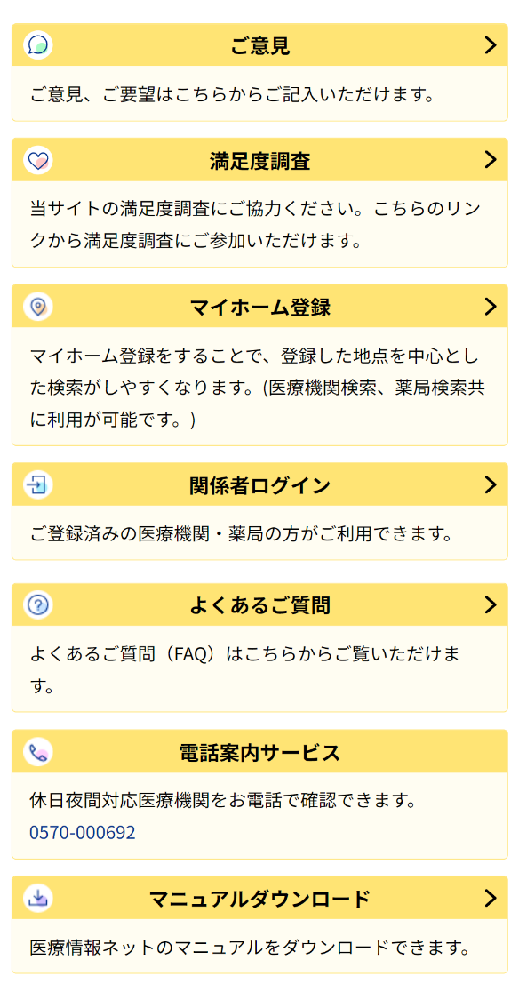 ご意見
ご意見、ご要望はこちらからご記入いただけます。
満足度調査
当サイトの満足度調査にご協力ください。こちらのリン
クから満足度調査にご参加いただけます。
マイホーム登録
マイホーム登録をすることで、登録した地点を中心とし
た検索がしやすくなります。(医療機関検索、薬局検索共
に利用が可能です。)
関係者ログイン
ご登録済みの医療機関・薬局の方がご利用できます。
よくあるご質問
よくあるご質問（FAQ）はこちらからご覧いただけま
す。
電話案内サービス
休日夜間対応医療機関をお電話で確認できます。
0570-000692
マニュアルダウンロード
医療情報ネットのマニュアルをダウンロードできます。